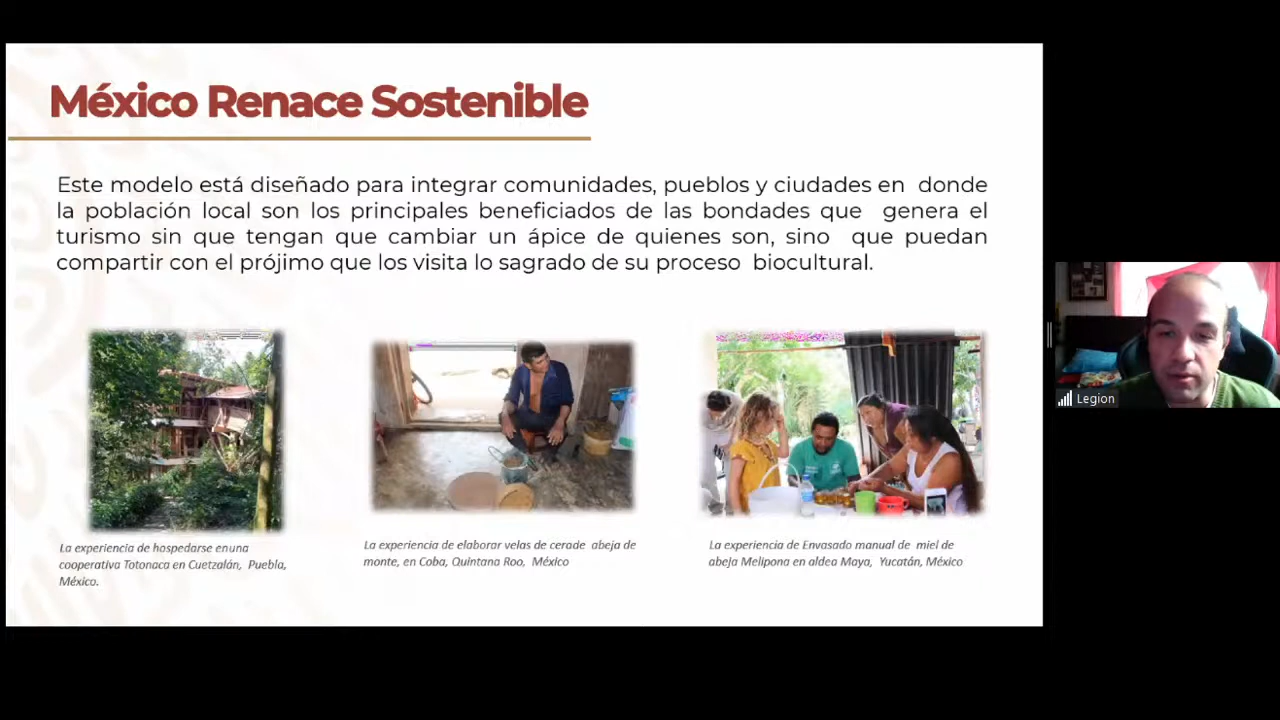 México Renace Sostenible
Este modelo está diseñado para integrar comunidades, pueblos y ciudades en donde
la población local son los principales beneficiados de las bondades que genera el
turismo sin que tengan que cambiar un ápice de quienes son, sino que puedan
compartir con el prójimo que los visita lo sagrado de su proceso biocultural.
La experiencia de hospedarse enuna
cooperativa Totonaca en Cuetzalán, Puebla,
México.
La experiencia de elaborar velas de cerade abeja de
monte, en Coba, Quintana Roo, México
La experiencia de Envasado manual de miel de
abeja Melipona en aldea Maya, Yucatán, México
Legion